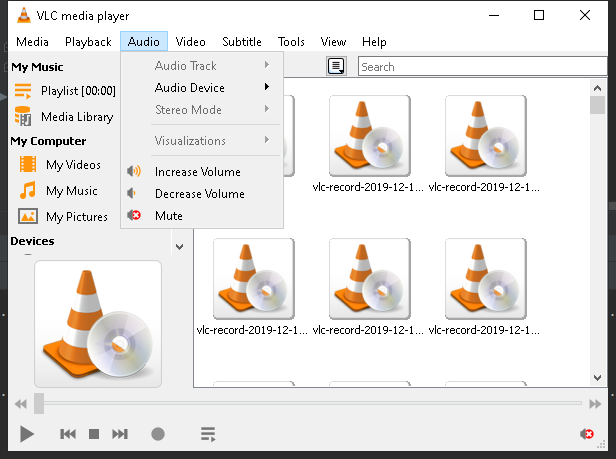 VLC media player
Media Playback Audio Video Subtitle Tools View Help
My Music
Playlist [00:00]
Media Library
My Computer
My Videos
My Music
My Pictures
Devices
Audio Track
Audio Device
Stereo Mode
Visualizations
Increase Volume
Decrease Volume
Mute
Search
vlc-record-2019-12-1... vlc-record-2019-12-1...
vlc-record-2019-12-1... vlc-record-2019-12-1... vlc-record-2019-12-1...